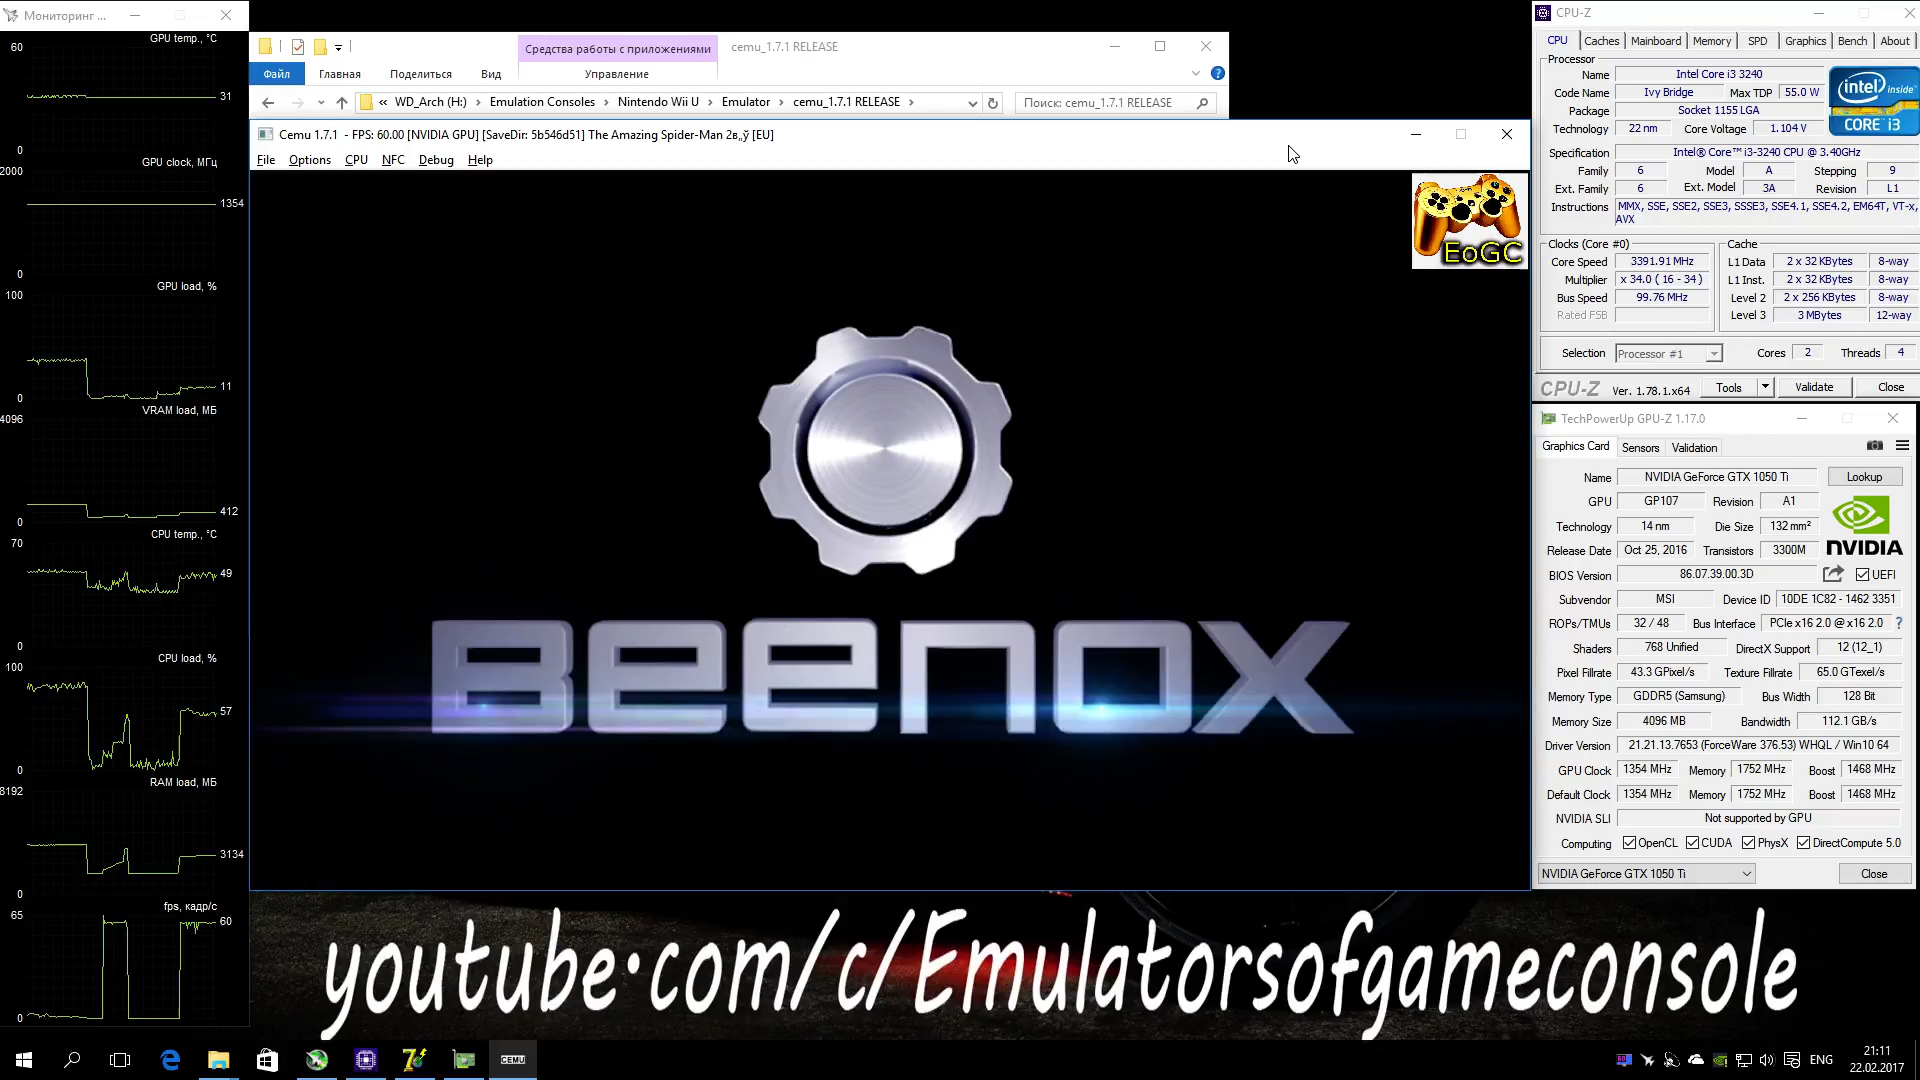 Мониторинг ...
GPU temp., °C
60
31
0
GPU clock, МГц
2000
1354
0
GPU load, %
100
11
0
VRAM load, МБ
4096
412
0
CPU temp., °C
70
49
0
CPU load, %
100
57
0
RAM load, МБ
8192
3134
0
fps, кадр/с
65
60
0
Средства работы с приложениями
cemu_1.7.1 RELEASE
Файл Главная Поделиться Вид Управление
« WD_Arch (H:) Emulation Consoles Nintendo Wii U Emulator cemu_1.7.1 RELEASE
Поиск: cemu_1.7.1 RELEASE
Cemu 1.7.1 - FPS: 60.00 [NVIDIA GPU] [SaveDir: 5b546d51] The Amazing Spider-Man 2в„ў [EU]
File Options CPU NFC Debug Help
EoGC
BEENOX
youtube.com/c/Emulatorsofgameconsole
CPU-Z
CPU Caches Mainboard Memory SPD Graphics Bench About
Processor
Name Intel Core i3 3240
Code Name Ivy Bridge Max TDP 55.0 W
Package Socket 1155 LGA
Technology 22 nm Core Voltage 1.104 V
intel inside™
CORE i3
Specification Intel® Core™ i3-3240 CPU @ 3.40GHz
Family 6 Model A Stepping 9
Ext. Family 6 Ext. Model 3A Revision L1
Instructions MMX, SSE, SSE2, SSE3, SSSE3, SSE4.1, SSE4.2, EM64T, VT-x,
AVX
Clocks (Core #0)
Core Speed 3391.91 MHz
Multiplier x 34.0 ( 16 - 34 )
Bus Speed 99.76 MHz
Rated FSB
Cache
L1 Data 2 x 32 KBytes 8-way
L1 Inst. 2 x 32 KBytes 8-way
Level 2 2 x 256 KBytes 8-way
Level 3 3 MBytes 12-way
Selection Processor #1 Cores 2 Threads 4
CPU-Z Ver. 1.78.1.x64 Tools Validate Close
TechPowerUp GPU-Z 1.17.0
Graphics Card Sensors Validation
Name NVIDIA GeForce GTX 1050 Ti Lookup
GPU GP107 Revision A1
Technology 14 nm Die Size 132 mm²
Release Date Oct 25, 2016 Transistors 3300M
NVIDIA
BIOS Version 86.07.39.00.3D UEFI
Subvendor MSI Device ID 10DE 1C82 - 1462 3351
ROPs/TMUs 32 / 48 Bus Interface PCIe x16 2.0 @ x16 2.0 ?
Shaders 768 Unified DirectX Support 12 (12_1)
Pixel Fillrate 43.3 GPixel/s Texture Fillrate 65.0 GTexel/s
Memory Type GDDR5 (Samsung) Bus Width 128 Bit
Memory Size 4096 MB Bandwidth 112.1 GB/s
Driver Version 21.21.13.7653 (ForceWare 376.53) WHQL / Win10 64
GPU Clock 1354 MHz Memory 1752 MHz Boost 1468 MHz
Default Clock 1354 MHz Memory 1752 MHz Boost 1468 MHz
NVIDIA SLI Not supported by GPU
Computing OpenCL CUDA PhysX DirectCompute 5.0
NVIDIA GeForce GTX 1050 Ti Close
CEMU
ENG
21:11
22.02.2017